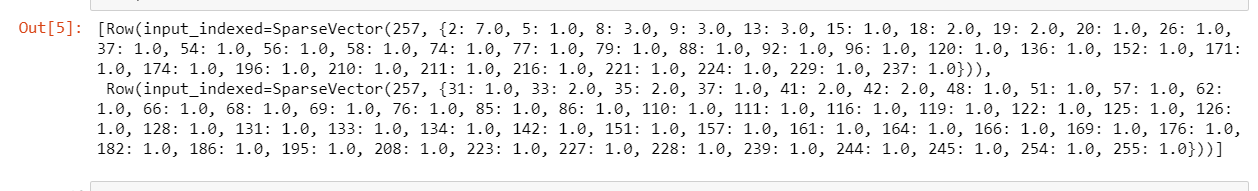 Out[5]: [Row(input_indexed=SparseVector(257, {2: 7.0, 5: 1.0, 8: 3.0, 9: 3.0, 13: 3.0, 15: 1.0, 18: 2.0, 19: 2.0, 20: 1.0, 26: 1.0,
37: 1.0, 54: 1.0, 56: 1.0, 58: 1.0, 74: 1.0, 77: 1.0, 79: 1.0, 88: 1.0, 92: 1.0, 96: 1.0, 120: 1.0, 136: 1.0, 152: 1.0, 171:
1.0, 174: 1.0, 196: 1.0, 210: 1.0, 211: 1.0, 216: 1.0, 221: 1.0, 224: 1.0, 229: 1.0, 237: 1.0})),
Row(input_indexed=SparseVector(257, {31: 1.0, 33: 2.0, 35: 2.0, 37: 1.0, 41: 2.0, 42: 2.0, 48: 1.0, 51: 1.0, 57: 1.0, 62:
1.0, 66: 1.0, 68: 1.0, 69: 1.0, 76: 1.0, 85: 1.0, 86: 1.0, 110: 1.0, 111: 1.0, 116: 1.0, 119: 1.0, 122: 1.0, 125: 1.0, 126:
1.0, 128: 1.0, 131: 1.0, 133: 1.0, 134: 1.0, 142: 1.0, 151: 1.0, 157: 1.0, 161: 1.0, 164: 1.0, 166: 1.0, 169: 1.0, 176: 1.0,
182: 1.0, 186: 1.0, 195: 1.0, 208: 1.0, 223: 1.0, 227: 1.0, 228: 1.0, 239: 1.0, 244: 1.0, 245: 1.0, 254: 1.0, 255: 1.0}))]